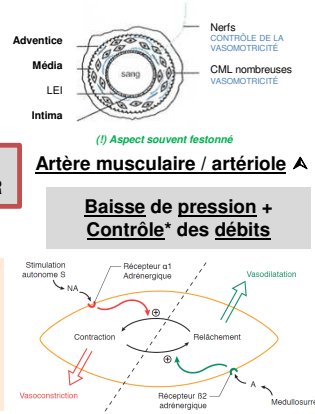 Nerfs
CONTRÔLE DE LA
VASOMOTRICITÉ
Adventice
Média
LEI
Intima
sang
CML nombreuses
VASOMOTRICITÉ
(!) Aspect souvent festonné
Artère musculaire / artériole
Baisse de pression +
Contrôle* des débits
R
Stimulation
autonome S
NA
Récepteur α1
Adrénergique
Vasodilatation
Contraction
Relâchement
Vasoconstriction
Récepteur ß2
adrénergique
A
Medullosurré